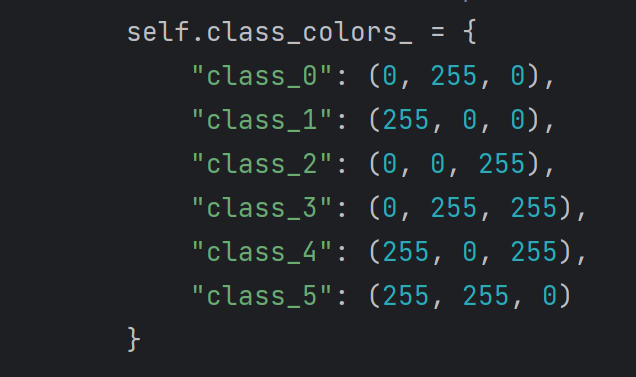 self.class_colors_ = {
"class_0": (0, 255, 0),
"class_1": (255, 0, 0),
"class_2": (0, 0, 255),
"class_3": (0, 255, 255),
"class_4": (255, 0, 255),
"class_5": (255, 255, 0)
}